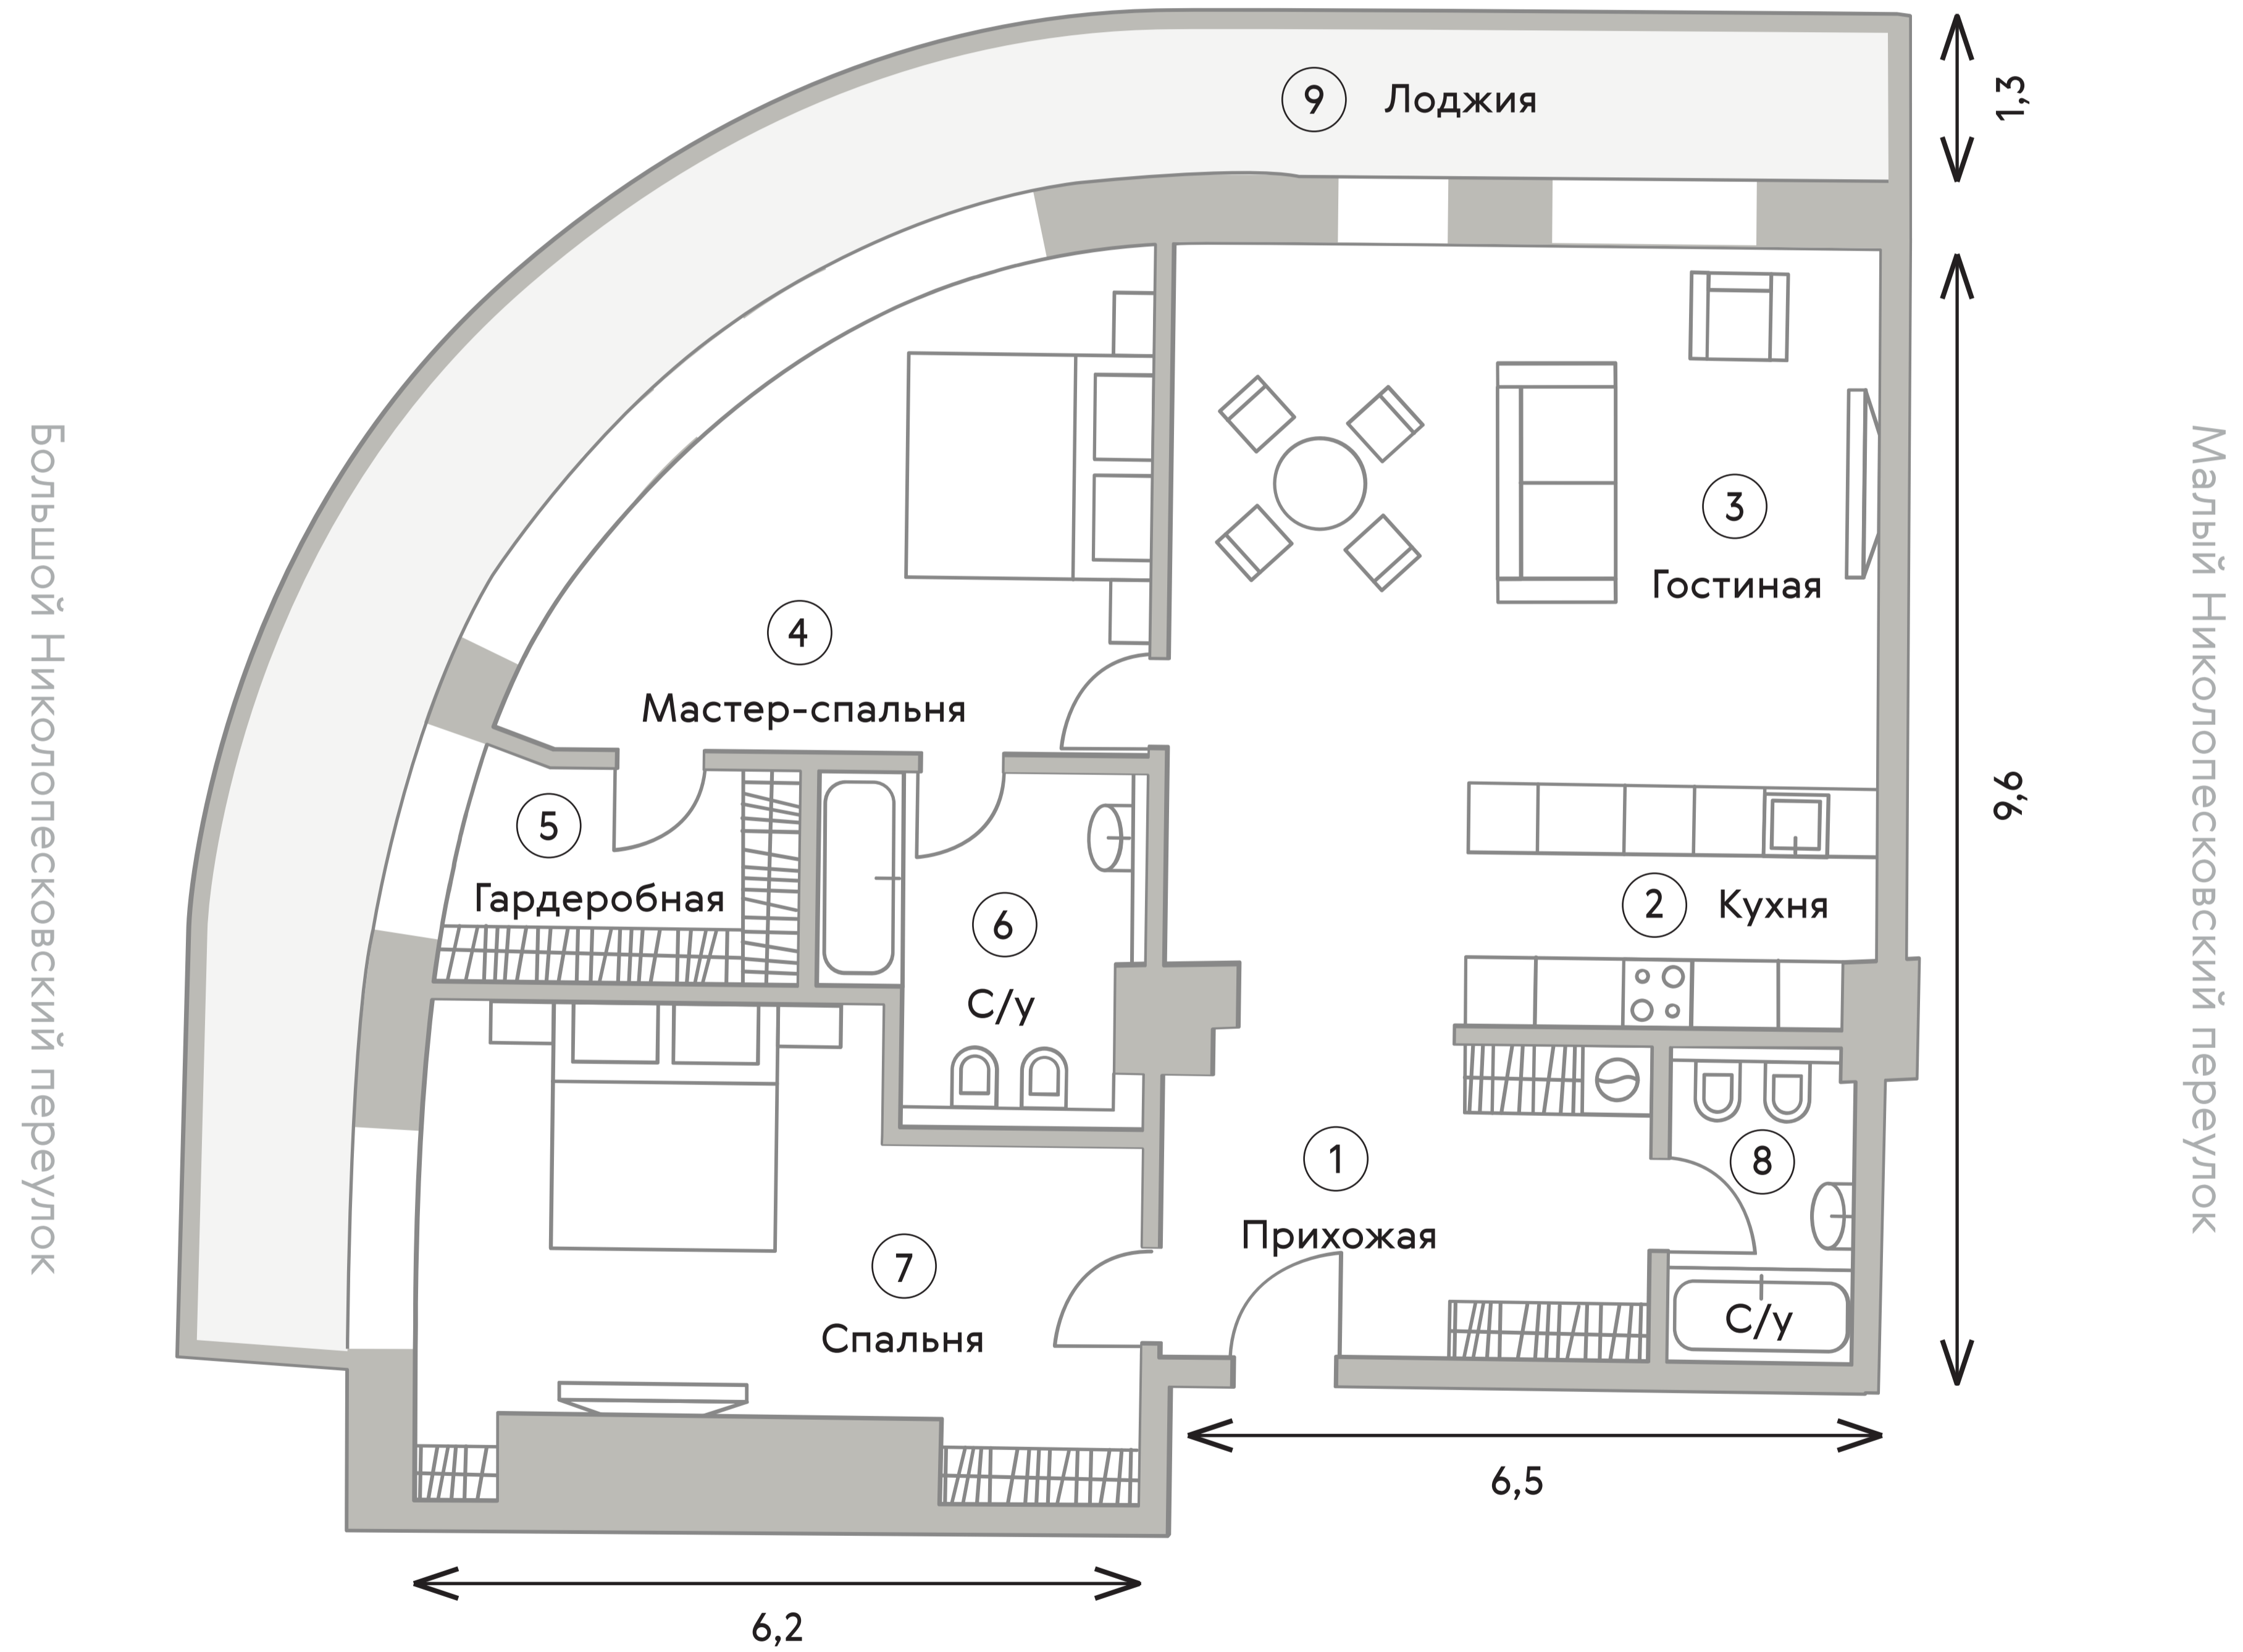 9 Лоджия
1,3
Большой Николопесковский переулок
Малый Николопесковский переулок
3
Гостиная
4
Мастер-спальня
9,6
5
Гардеробная
2 Кухня
6
С/у
1
Прихожая
8
С/у
7
Спальня
6,5
6,2